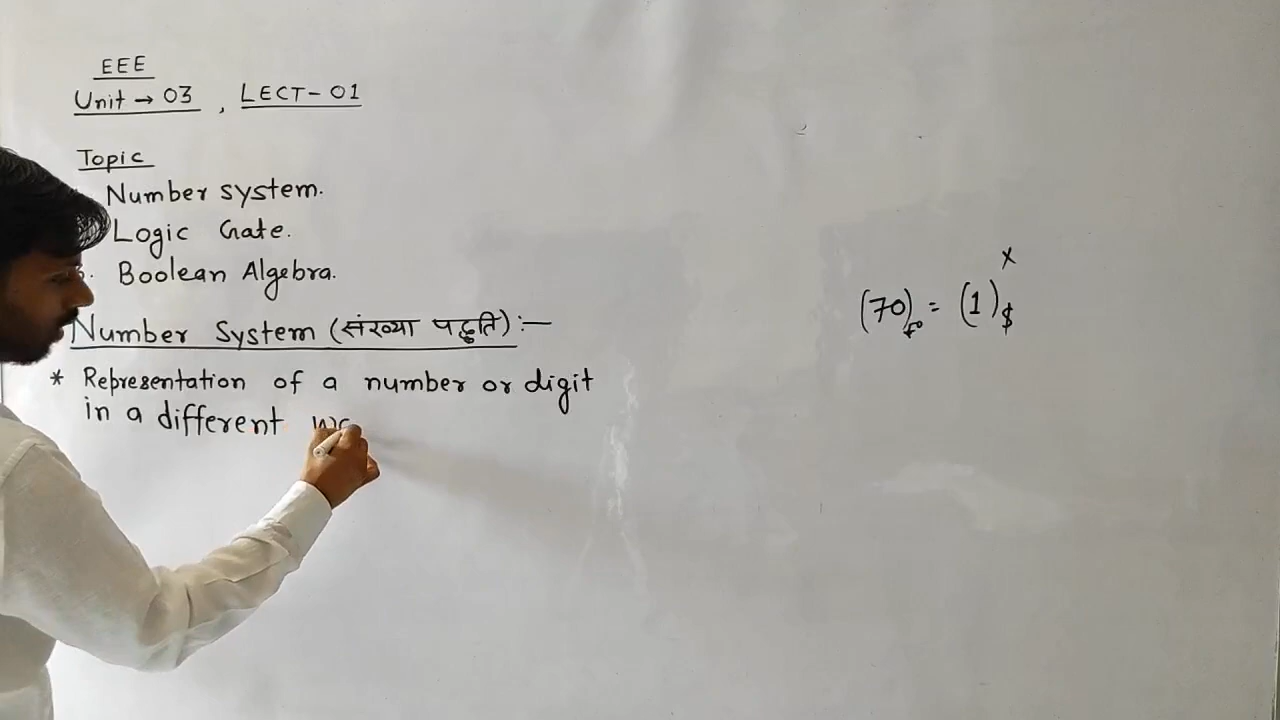 EEE
Unit → 03 , LECT- 01
Topic
Number system.
Logic Gate.
Boolean Algebra.
Number System (संख्या पद्धति) :—
* Representation of a number or digit
in a different
x
(70) = (1)$